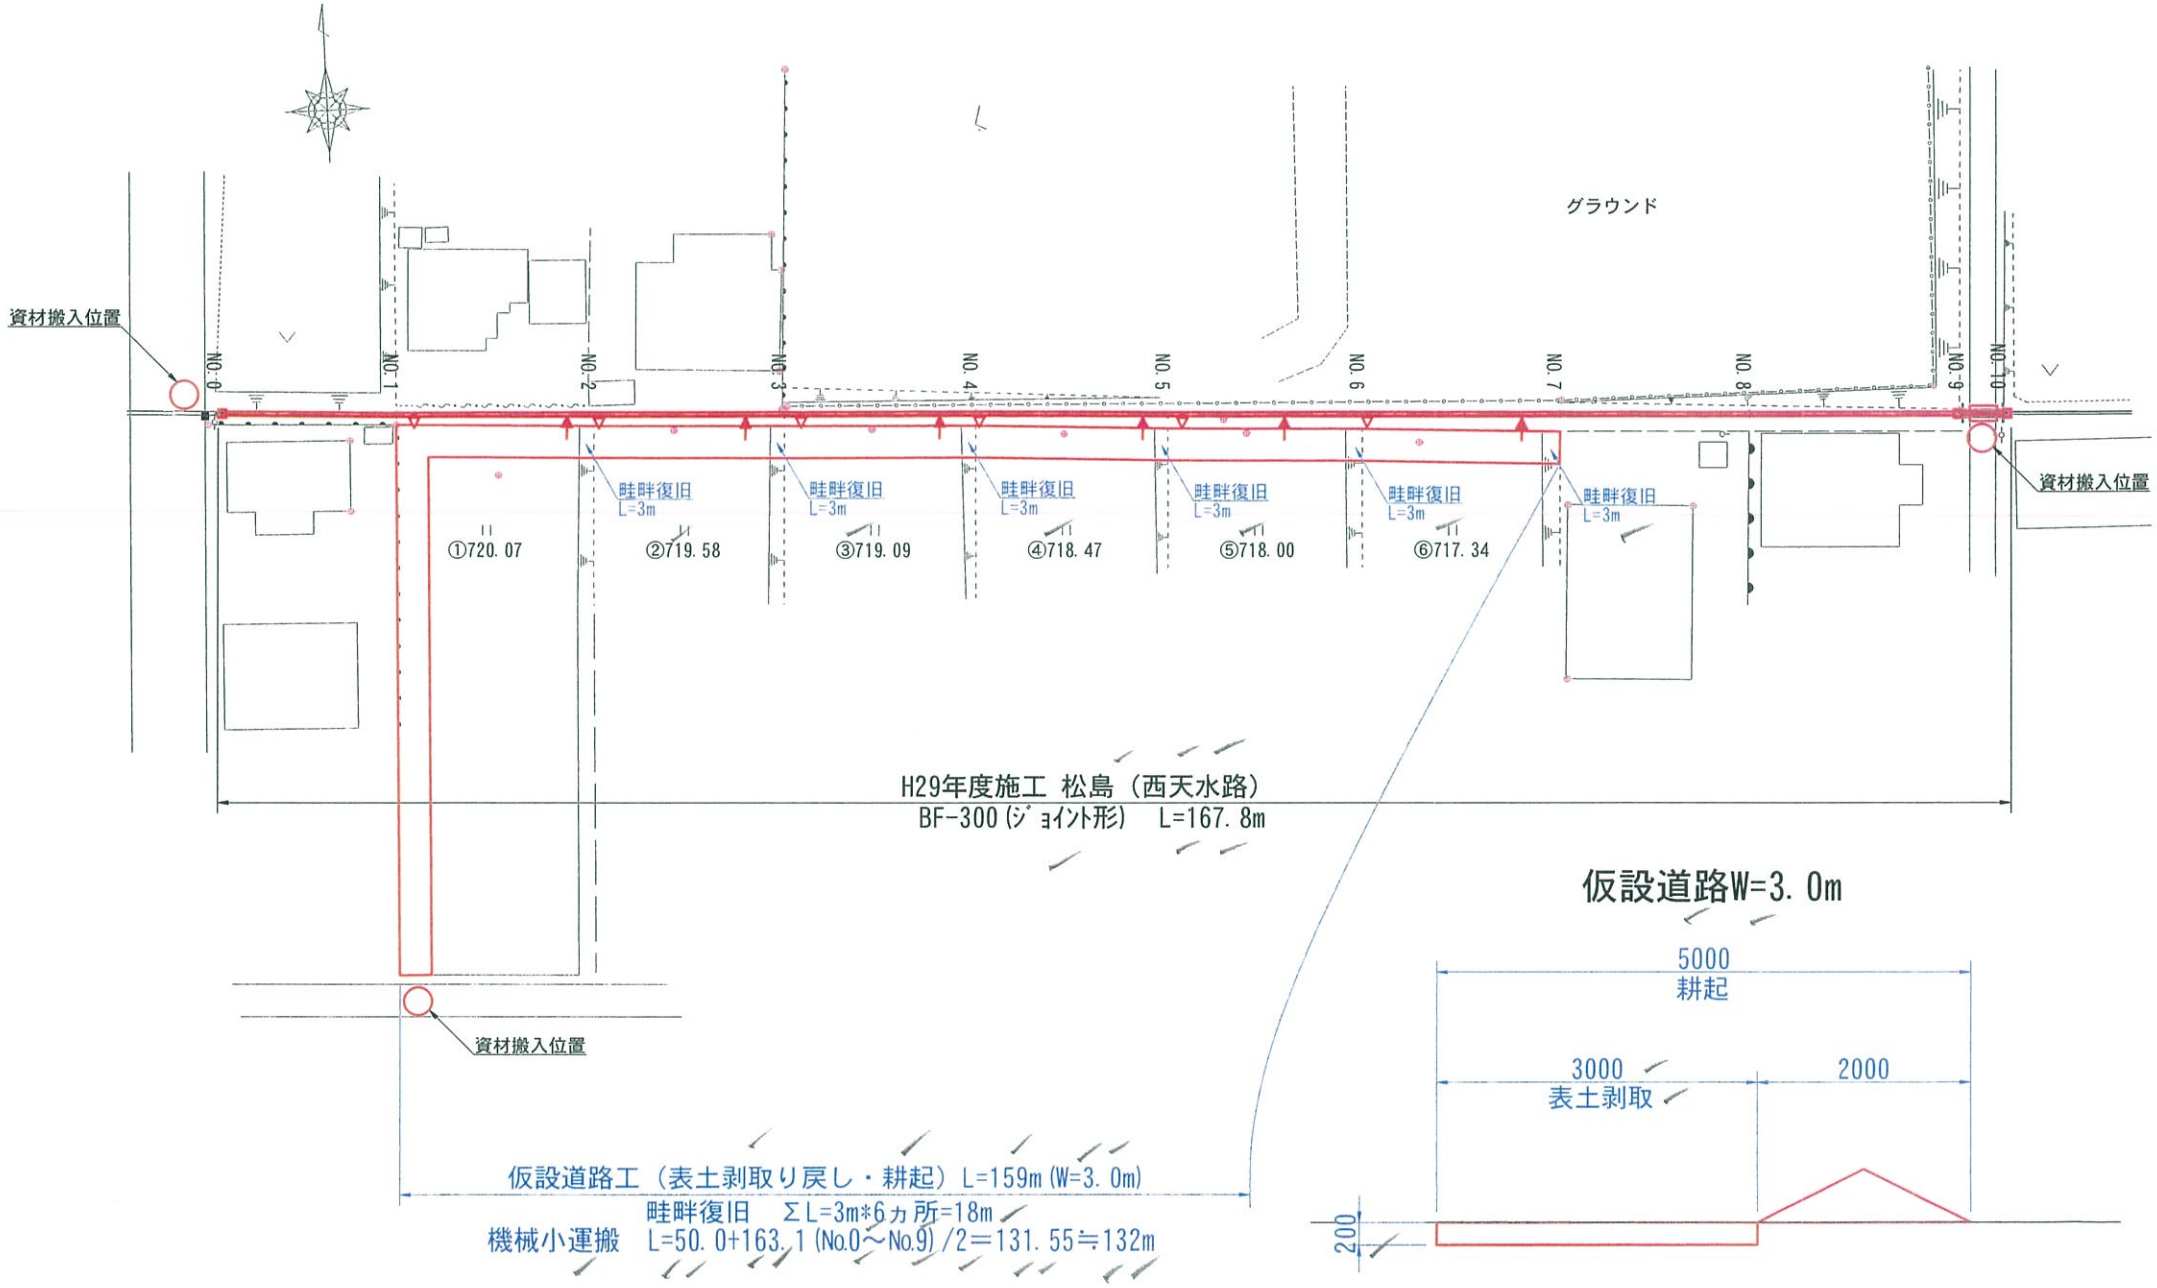 グラウンド
資材搬入位置
NO.0
NO.1
NO.2
NO.3
NO.4
NO.5
NO.6
NO.7
NO.8
NO.9
NO.10
資材搬入位置
畦畔復旧
L=3m
畦畔復旧
L=3m
畦畔復旧
L=3m
畦畔復旧
L=3m
畦畔復旧
L=3m
畦畔復旧
L=3m
①720.07
②719.58
③719.09
④718.47
⑤718.00
⑥717.34
H29年度施工 松島（西天水路）
BF-300(ジョイント形) L=167.8m
仮設道路W=3.0m
5000
耕起
3000
表土剥取
2000
200
資材搬入位置
仮設道路工（表土剥取り戻し・耕起）L=159m(W=3.0m)
畦畔復旧 ΣL=3m*6ヵ所=18m
機械小運搬 L=50.0+163.1(No.0～No.9)/2＝131.55≒132m